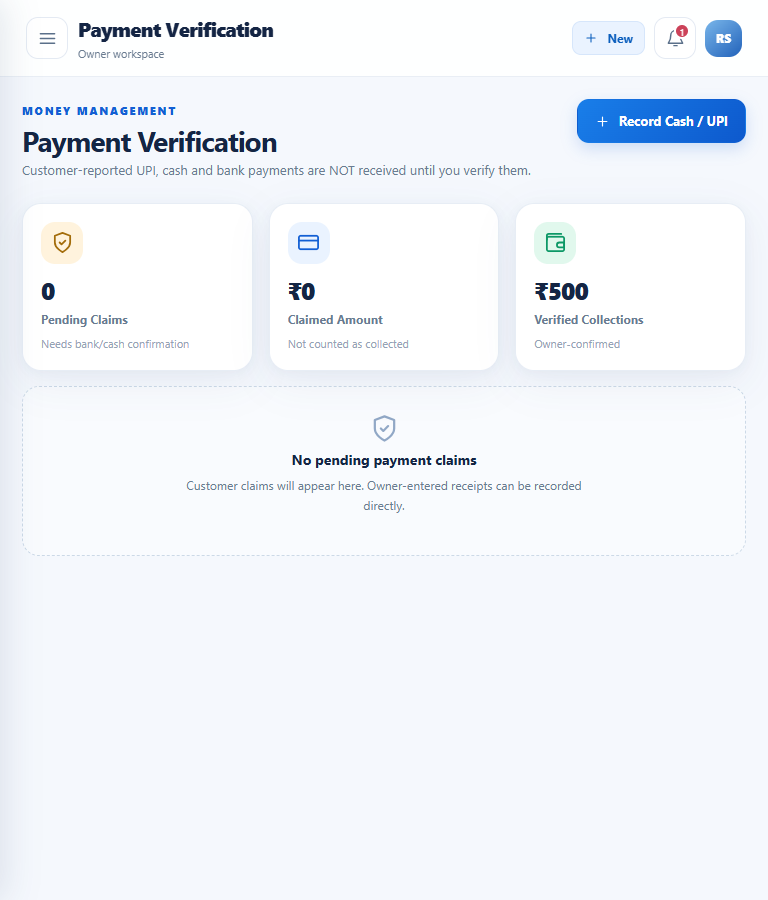 Payment Verification
Owner workspace
New
1
RS
MONEY MANAGEMENT
Payment Verification
Customer-reported UPI, cash and bank payments are NOT received until you verify them.
Record Cash / UPI
0
Pending Claims
Needs bank/cash confirmation
₹0
Claimed Amount
Not counted as collected
₹500
Verified Collections
Owner-confirmed
No pending payment claims
Customer claims will appear here. Owner-entered receipts can be recorded
directly.